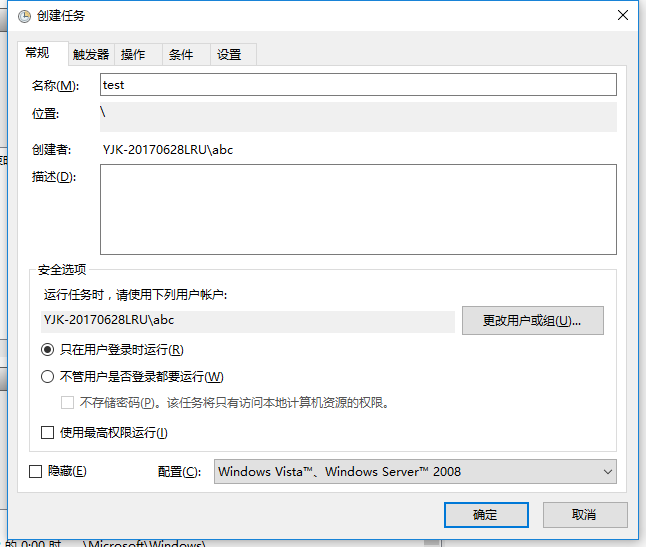 创建任务
常规 触发器 操作 条件 设置
名称(M): test
位置: \
创建者: YJK-20170628LRU\abc
描述(D):
安全选项
运行任务时，请使用下列用户帐户:
YJK-20170628LRU\abc 更改用户或组(U)...
只在用户登录时运行(R)
不管用户是否登录都要运行(W)
不存储密码(P)。该任务将只有访问本地计算机资源的权限。
使用最高权限运行(I)
隐藏(E) 配置(C): Windows Vista™、Windows Server™ 2008
确定 取消
的 0:00 时 \Microsoft\Windows\